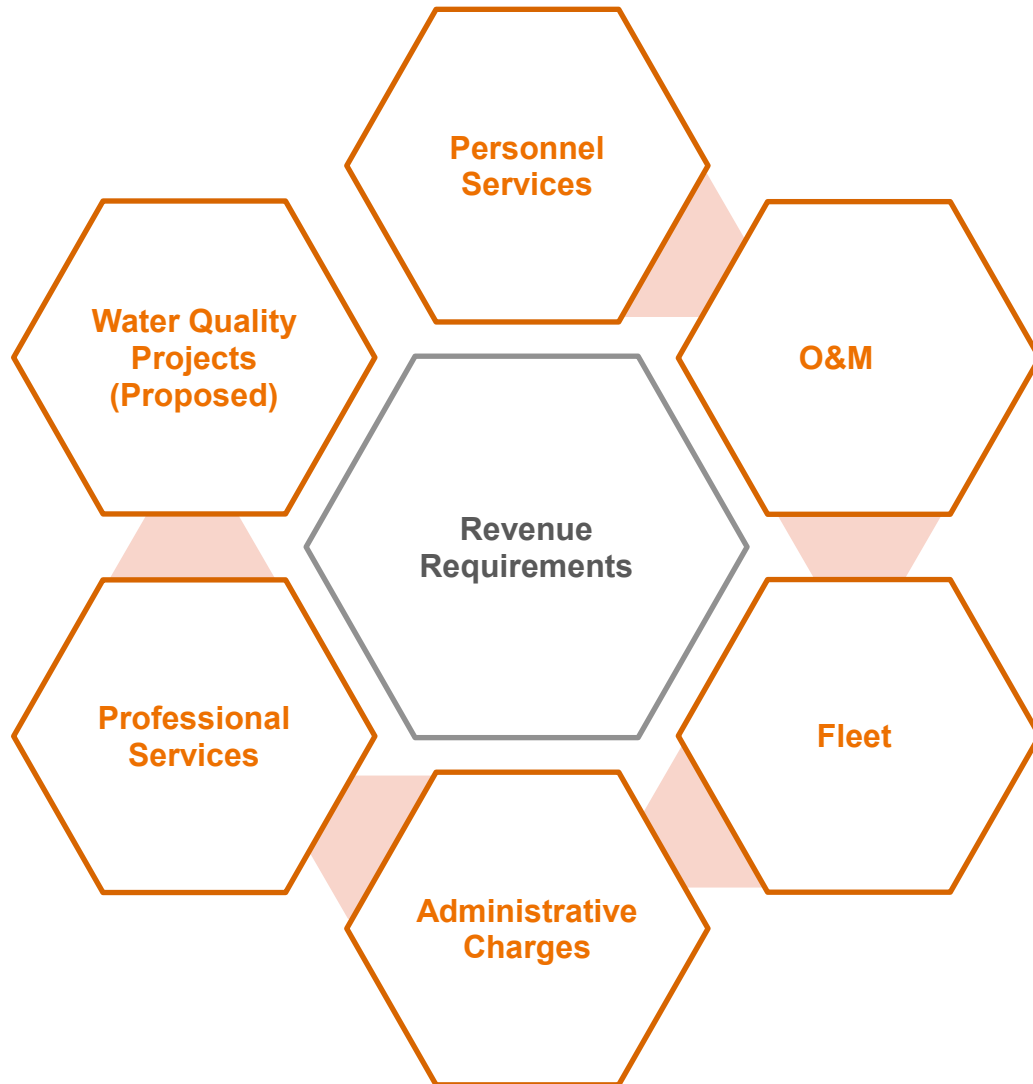 Personnel
Services
O&M
Fleet
Administrative
Charges
Professional
Services
Water Quality
Projects
(Proposed)
Revenue
Requirements